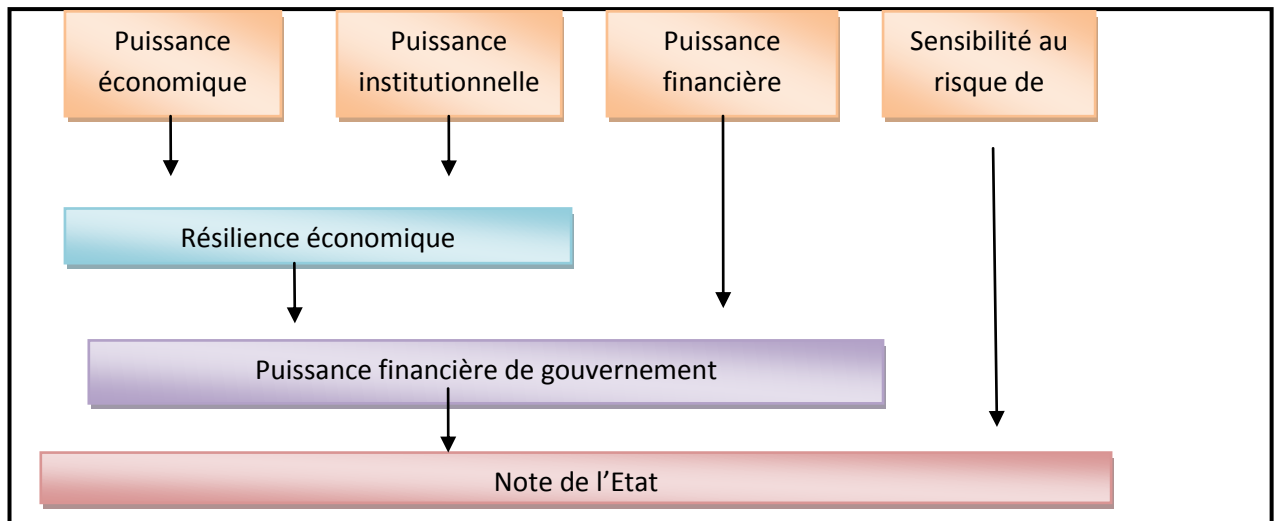 Puissance
économique
Puissance
institutionnelle
Puissance
financière
Sensibilité au
risque de
Résilience économique
Puissance financière de gouvernement
Note de l’Etat